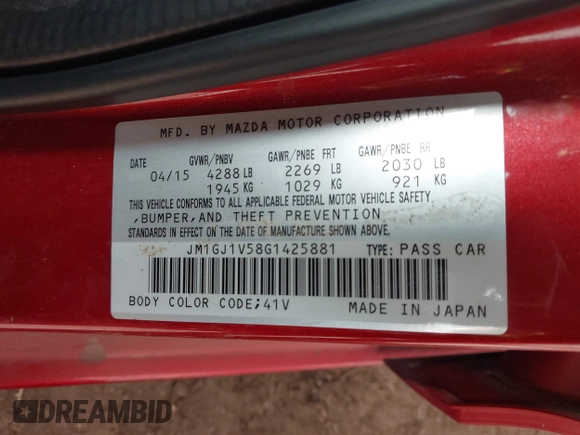 MFD. BY MAZDA MOTOR CORPORATION
DATE GVWR/PNBV GAWR/PNBE FRT GAWR/PNBE RR
04/15 4288 LB 2269 LB 2030 LB
1945 KG 1029 KG 921 KG
THIS VEHICLE CONFORMS TO ALL APPLICABLE FEDERAL MOTOR VEHICLE SAFETY
,BUMPER,AND THEFT PREVENTION
STANDARDS IN EFFECT ON THE DATE OF MANUFACTURE SHOWN ABOVE.
JM1GJ1V58G1425881 TYPE: PASS CAR
BODY COLOR CODE;41V MADE IN JAPAN
DREAMBID